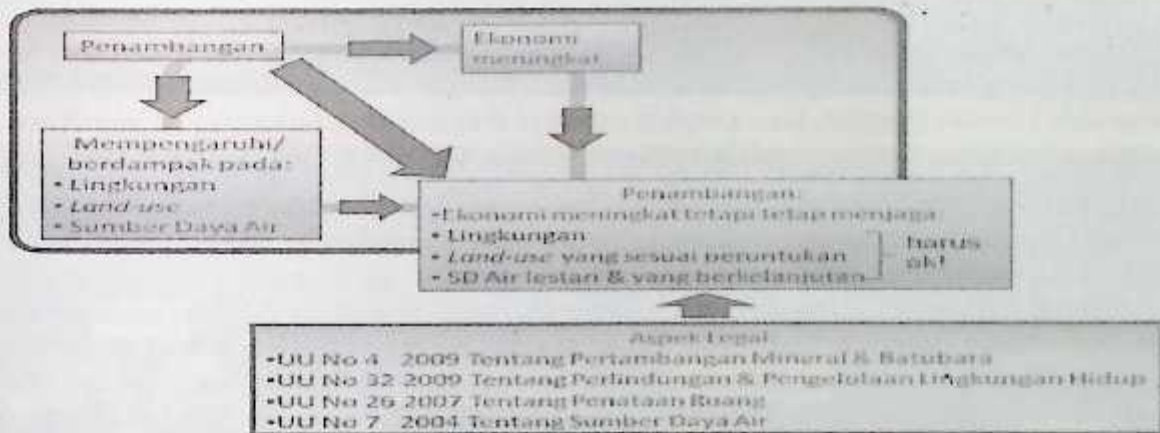 Penambangan
Ekonomi
meningkat
Mempengaruhi/
berdampak pada:
• Lingkungan
• Land-use
• Sumber Daya Air
Penambangan:
•Ekonomi meningkat tetapi tetap menjaga
• Lingkungan
• Land-use yang sesuai peruntukan
• SD Air lestari & yang berkelanjutan
harus
ok!
Aspek Legal:
•UU No 4 2009 Tentang Pertambangan Mineral & Batubara
•UU No 32 2009 Tentang Perlindungan & Pengelolaan Lingkungan Hidup
•UU No 26 2007 Tentang Penataan Ruang
•UU No 7 2004 Tentang Sumber Daya Air